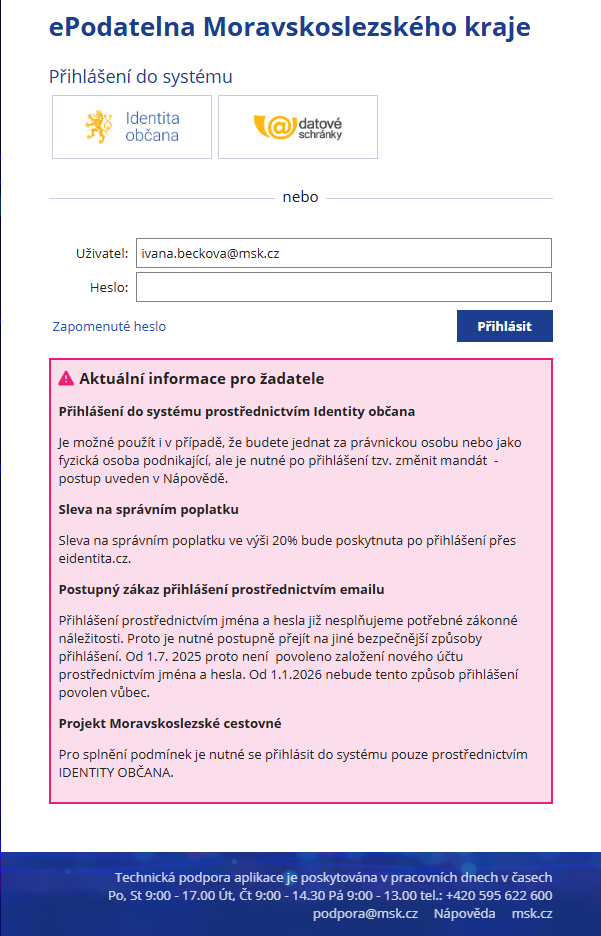 ePodatelna Moravskoslezského kraje
Přihlášení do systému
Identita
občana
@datové
schránky
nebo
Uživatel: ivana.beckova@msk.cz
Heslo:
Zapomenuté heslo Přihlásit
Aktuální informace pro žadatele
Přihlášení do systému prostřednictvím Identity občana
Je možné použít i v případě, že budete jednat za právnickou osobu nebo jako
fyzická osoba podnikající, ale je nutné po přihlášení tzv. změnit mandát -
postup uveden v Nápovědě.
Sleva na správním poplatku
Sleva na správním poplatku ve výši 20% bude poskytnuta po přihlášení přes
eidentita.cz.
Postupný zákaz přihlášení prostřednictvím emailu
Přihlášení prostřednictvím jména a hesla již nesplňujeme potřebné zákonné
náležitosti. Proto je nutné postupně přejít na jiné bezpečnější způsoby
přihlášení. Od 1.7. 2025 proto není povoleno založení nového účtu
prostřednictvím jména a hesla. Od 1.1.2026 nebude tento způsob přihlášení
povolen vůbec.
Projekt Moravskoslezské cestovné
Pro splnění podmínek je nutné se přihlásit do systému pouze prostřednictvím
IDENTITY OBČANA.
Technická podpora aplikace je poskytována v pracovních dnech v časech
Po, St 9:00 - 17.00 Út, Čt 9:00 - 14.30 Pá 9:00 - 13.00 tel.: +420 595 622 600
podpora@msk.cz Nápověda msk.cz